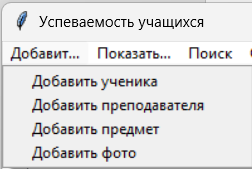 Успеваемость учащихся
Добавит... Показать... Поиск
Добавить ученика
Добавить преподавателя
Добавить предмет
Добавить фото